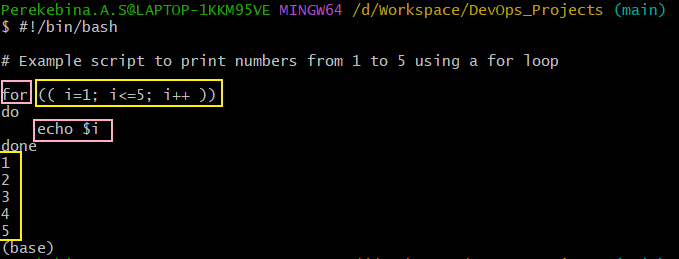 Perekebina.A.S@LAPTOP-1KKM95VE MINGW64 /d/Workspace/DevOps_Projects (main)
$ #!/bin/bash
# Example script to print numbers from 1 to 5 using a for loop
for (( i=1; i<=5; i++ ))
do
    echo $i
done
1
2
3
4
5
(base)